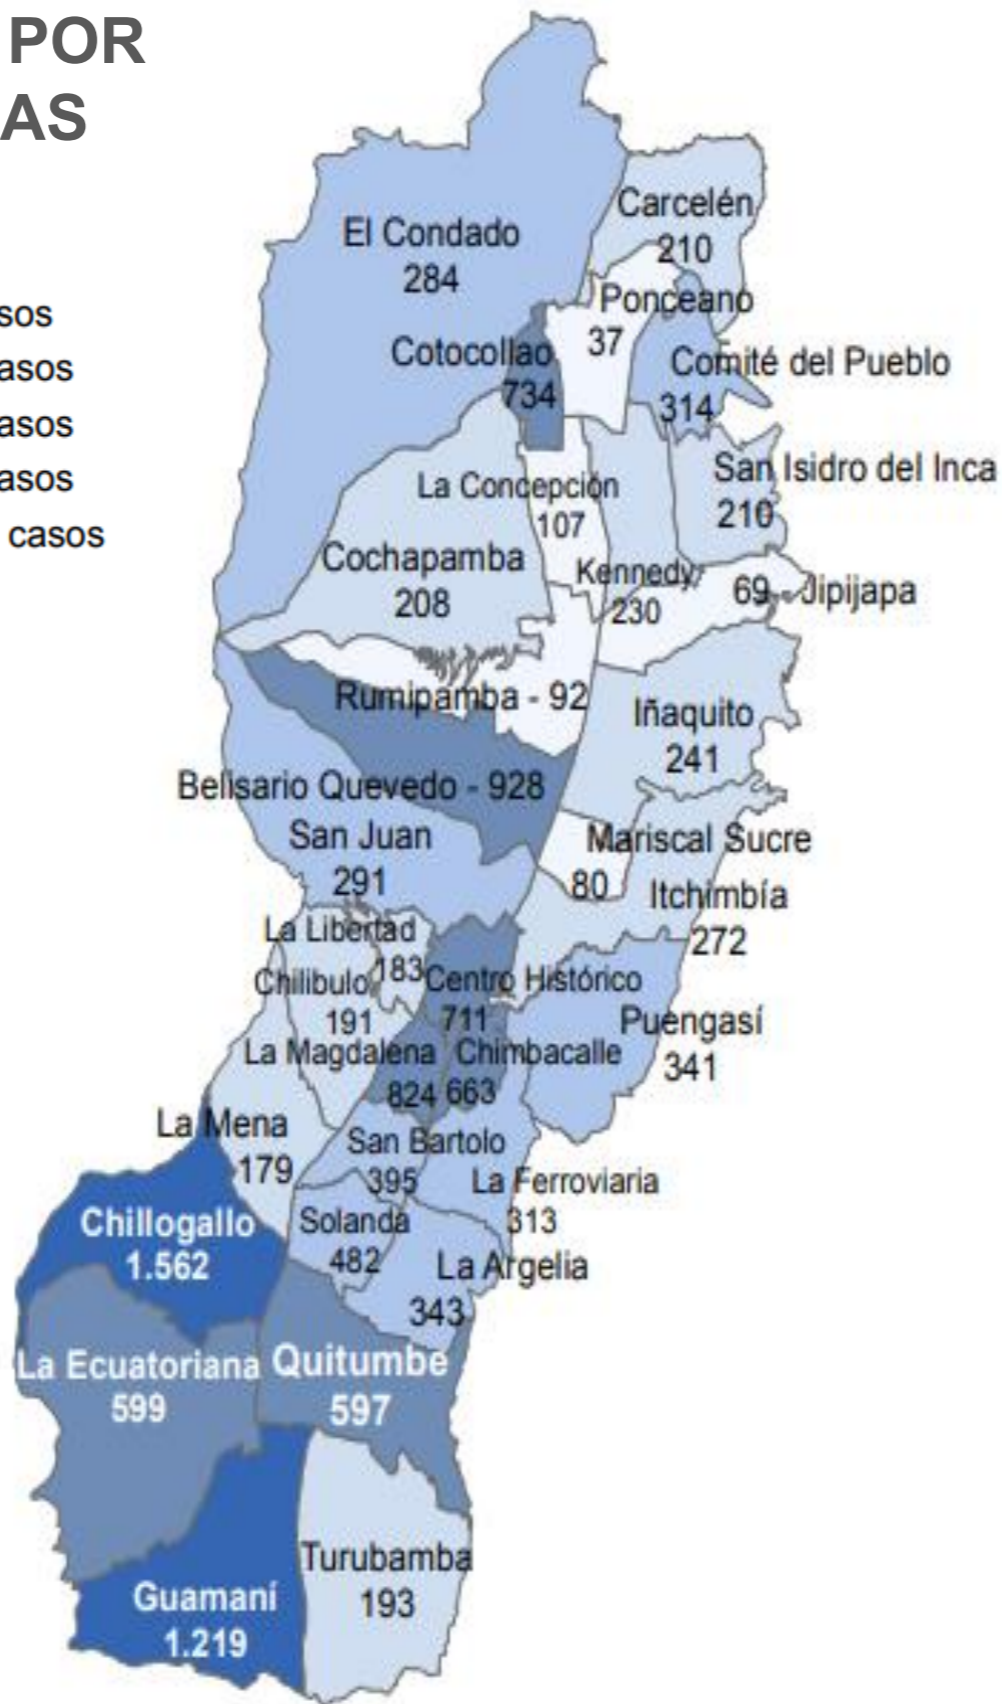 POR
AS
sos
asos
asos
asos
casos
El Condado
284
Carcelén
210
Ponceano
37
Cotocollao
734
Comité del Pueblo
314
La Concepción
107
San Isidro del Inca
210
Cochapamba
208
Kennedy
230
69 - Jipijapa
Rumipamba - 92
Iñaquito
241
Belisario Quevedo - 928
San Juan
291
Mariscal Sucre
80
Itchimbía
272
La Libertad
183
Chilibulo
191
Centro Histórico
711
Puengasí
341
La Magdalena
824
Chimbacalle
663
La Mena
179
San Bartolo
395
La Ferroviaria
313
Chillogallo
1.562
Solanda
482
La Argelia
343
La Ecuatoriana
599
Quitumbe
597
Guamaní
1.219
Turubamba
193